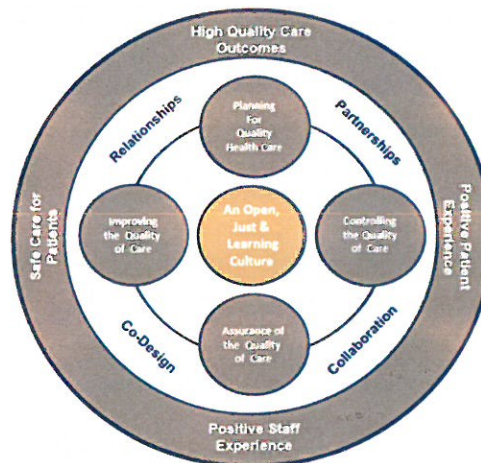 High Quality Care
Outcomes
Relationships
Partnerships
Planning
For
Quality
Health Care
Safe Care for
Patients
Improving
the Quality
of Care
An Open,
Just &
Learning
Culture
Controlling
the Quality
of Care
Positive Patient
Experience
Co-Design
Assurance of
the Quality
of Care
Collaboration
Positive Staff
Experience